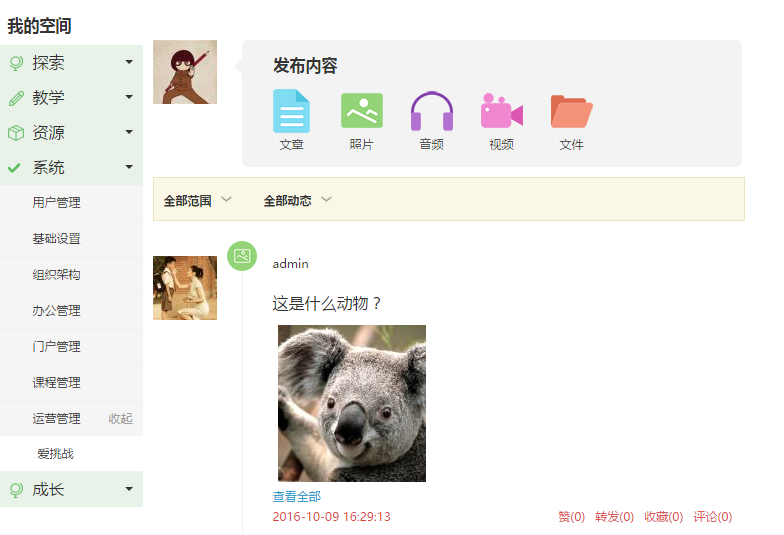 我的空间
探索
教学
资源
系统
用户管理
基础设置
组织架构
办公管理
门户管理
课程管理
运营管理 收起
爱挑战
成长
发布内容
文章 照片 音频 视频 文件
全部范围 全部动态
admin
这是什么动物？
查看全部
2016-10-09 16:29:13 赞(0) 转发(0) 收藏(0) 评论(0)